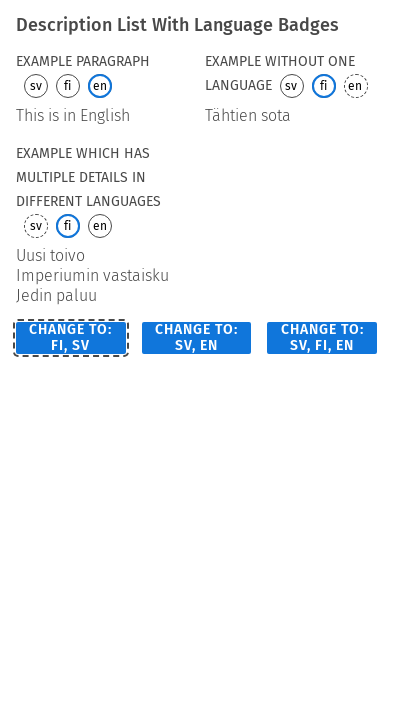 Description List With Language Badges
EXAMPLE PARAGRAPH
sv fi en
This is in English
EXAMPLE WITHOUT ONE
LANGUAGE sv fi en
Tähtien sota
EXAMPLE WHICH HAS
MULTIPLE DETAILS IN
DIFFERENT LANGUAGES
sv fi en
Uusi toivo
Imperiumin vastaisku
Jedin paluu
CHANGE TO:
FI, SV
CHANGE TO:
SV, EN
CHANGE TO:
SV, FI, EN